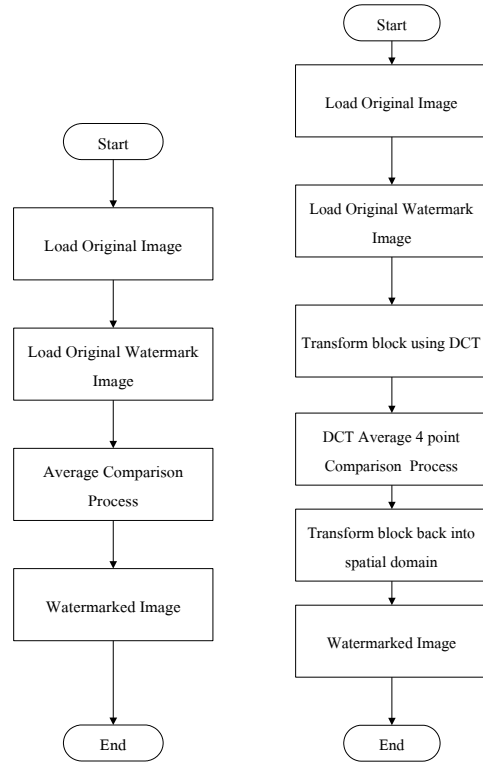 Start
Load Original Image
Load Original Watermark
Image
Average Comparison
Process
Watermarked Image
End
Start
Load Original Image
Load Original Watermark
Image
Transform block using DCT
DCT Average 4 point
Comparison Process
Transform block back into
spatial domain
Watermarked Image
End